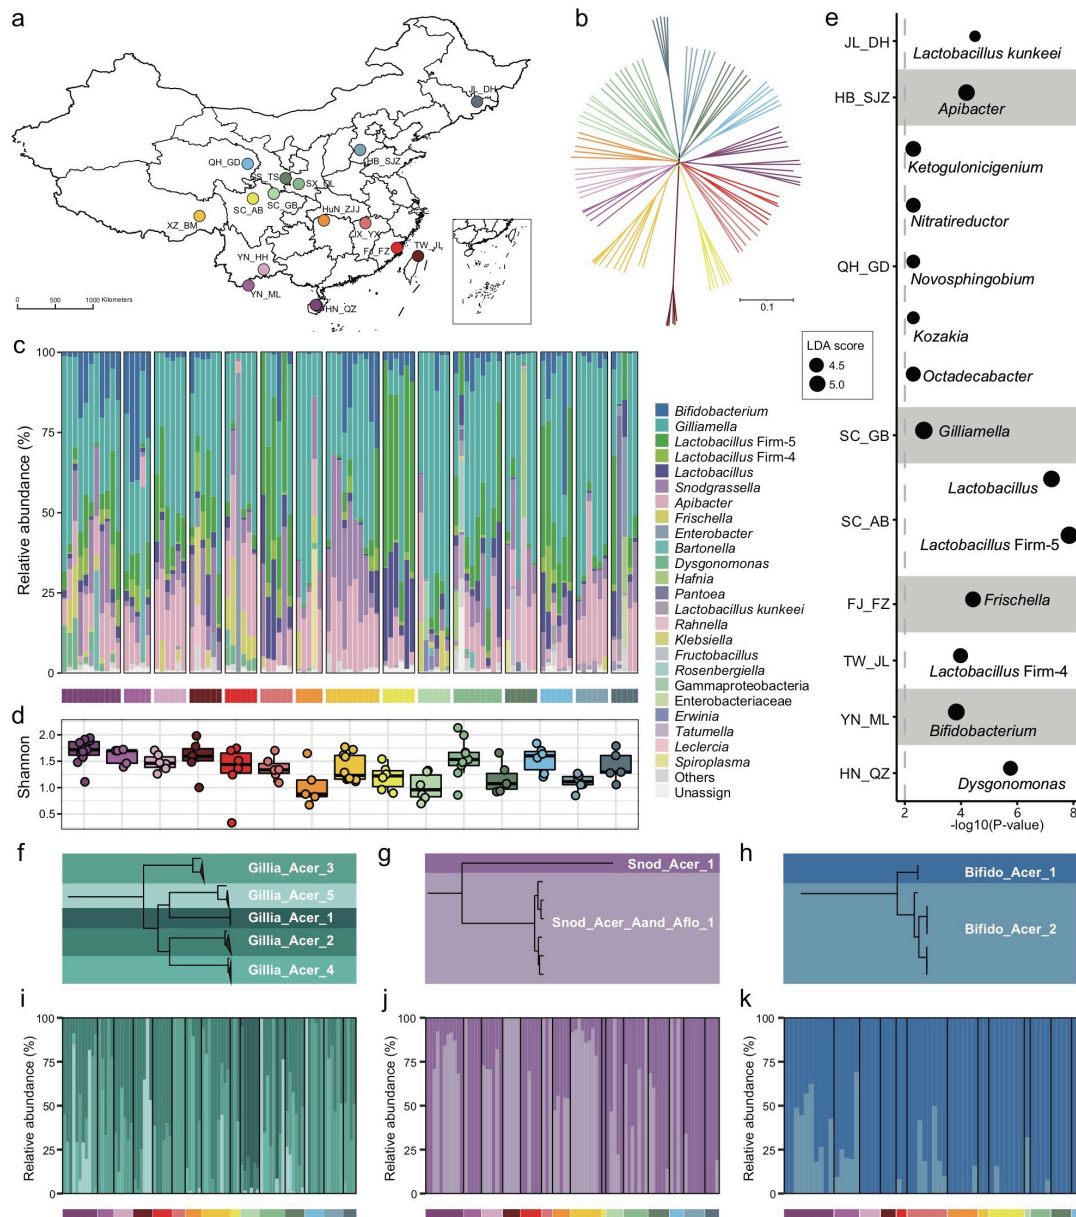 a
JL_DH
HB_SJZ
QH_GD
GS_TS
SX_QL
SC_GB
SC_AB
XZ_BM
HuN_ZJJ
JX_YX
FJ_FZ
TW_JL
YN_HH
YN_ML
HN_QZ
0 500 1000 Kilometers
b
0.1
c
Relative abundance (%)
100
75
50
25
0
Bifidobacterium
Gilliamella
Lactobacillus Firm-5
Lactobacillus Firm-4
Lactobacillus
Snodgrassella
Apibacter
Frischella
Enterobacter
Bartonella
Dysgonomonas
Hafnia
Pantoea
Lactobacillus kunkeei
Rahnella
Klebsiella
Fructobacillus
Rosenbergiella
Gammaproteobacteria
Enterobacteriaceae
Erwinia
Tatumella
Leclercia
Spiroplasma
Others
Unassign
d
Shannon
2.0
1.5
1.0
0.5
e
JL_DH
Lactobacillus kunkeei
HB_SJZ
Apibacter
Ketogulonicigenium
Nitratireductor
QH_GD
Novosphingobium
Kozakia
Octadecabacter
SC_GB
Gilliamella
Lactobacillus
SC_AB
Lactobacillus Firm-5
FJ_FZ
Frischella
TW_JL
Lactobacillus Firm-4
YN_ML
Bifidobacterium
HN_QZ
Dysgonomonas
2 4 6 8
-log10(P-value)
LDA score
4.5
5.0
f
Gillia_Acer_3
Gillia_Acer_5
Gillia_Acer_1
Gillia_Acer_2
Gillia_Acer_4
g
Snod_Acer_1
Snod_Acer_Aand_Aflo_1
h
Bifido_Acer_1
Bifido_Acer_2
i
Relative abundance (%)
100
75
50
25
0
j
Relative abundance (%)
100
75
50
25
0
k
Relative abundance (%)
100
75
50
25
0